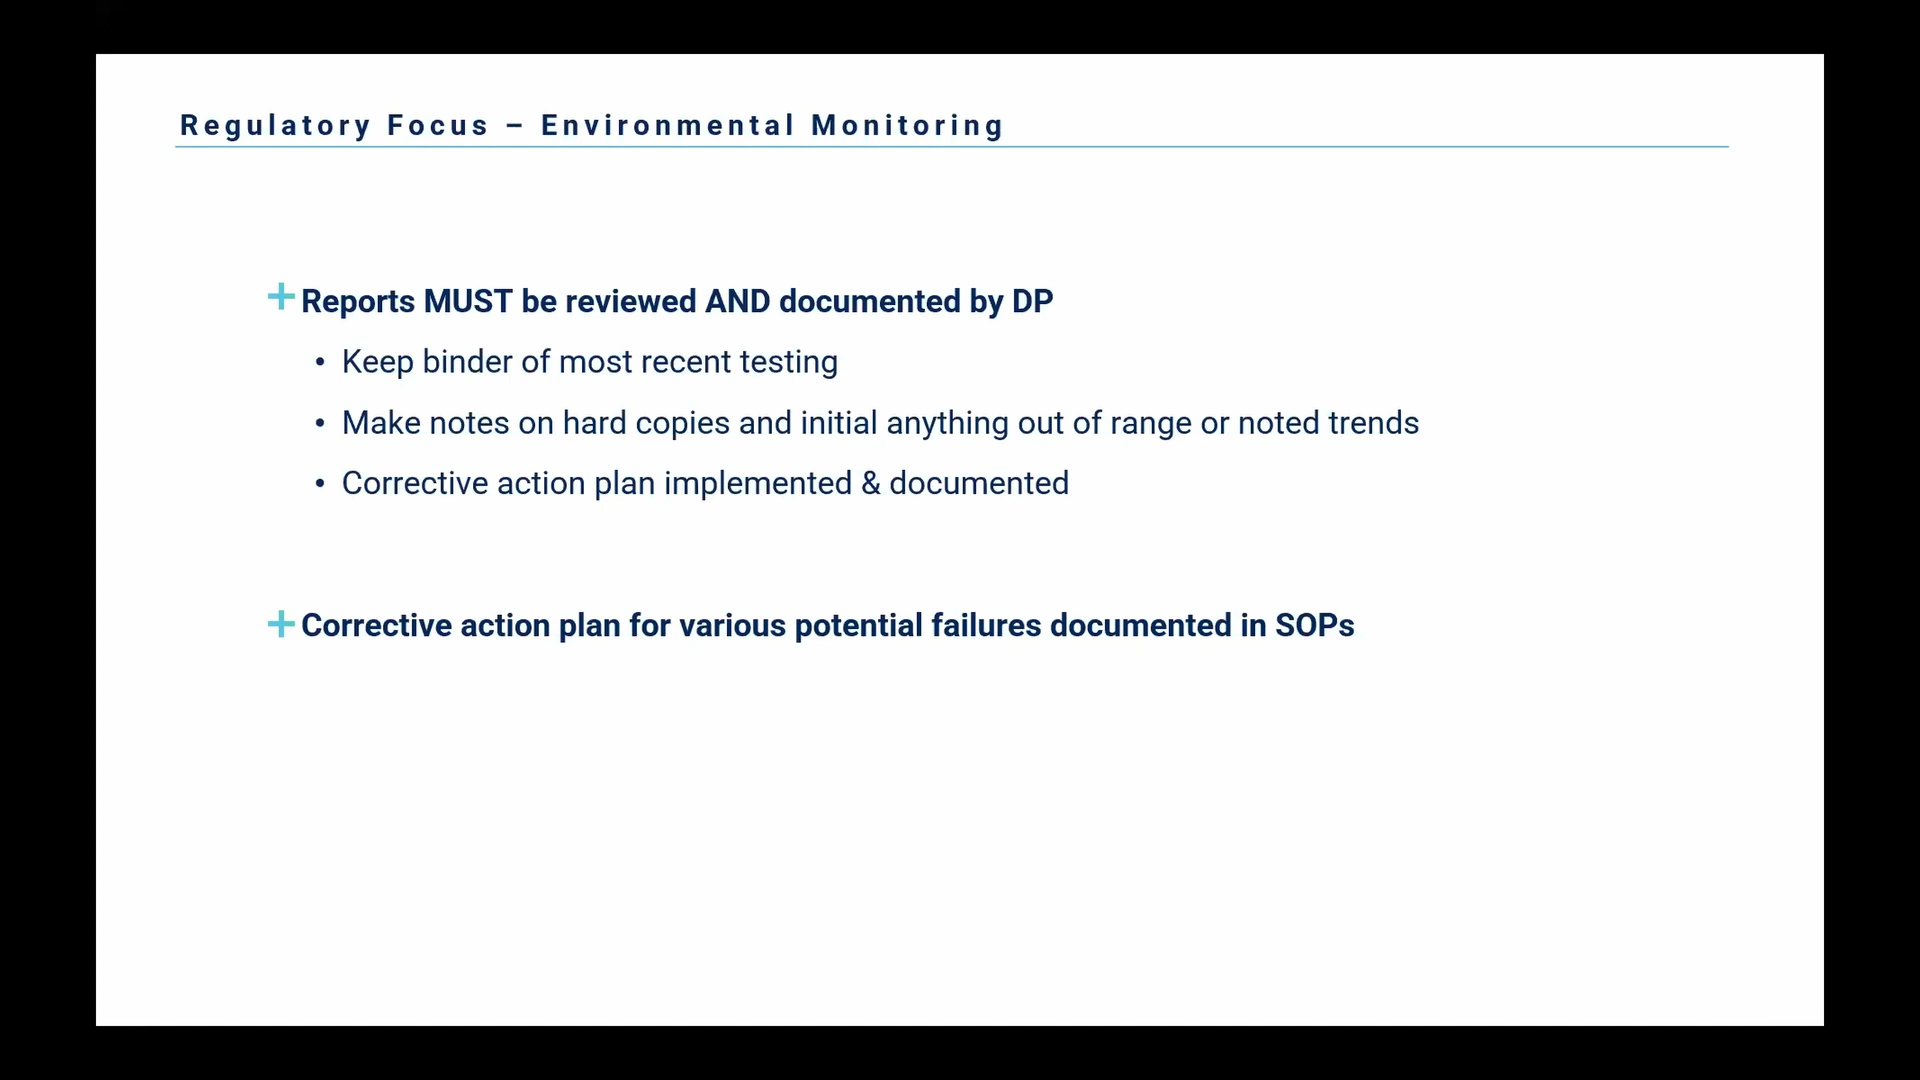 Regulatory Focus – Environmental Monitoring
+ Reports MUST be reviewed AND documented by DP
• Keep binder of most recent testing
• Make notes on hard copies and initial anything out of range or noted trends
• Corrective action plan implemented & documented
+ Corrective action plan for various potential failures documented in SOPs